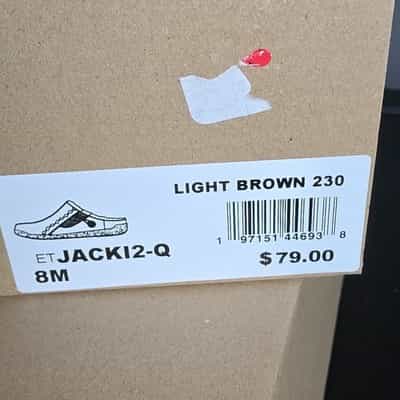 LIGHT BROWN 230
1 97151 44693 8
ETJACKI2-Q
8M
$79.00